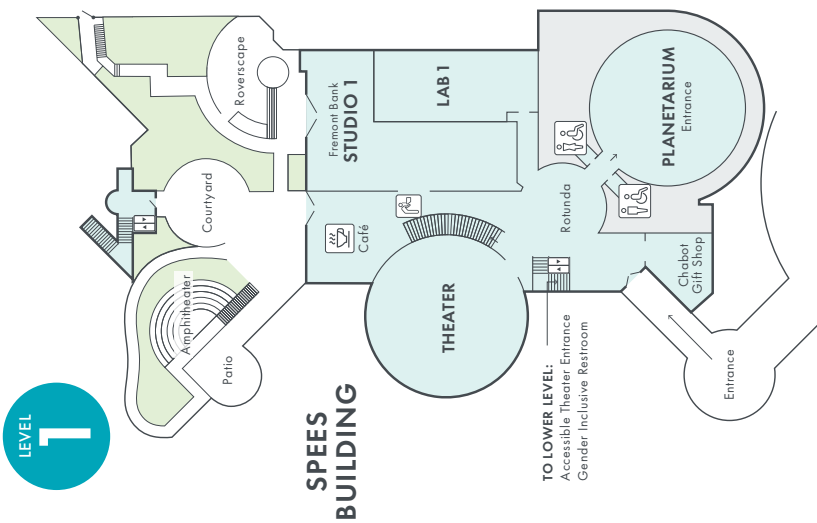 LEVEL
1
Roverscape
Courtyard
Amphitheater
Patio
Fremont Bank
STUDIO 1
LAB 1
Café
THEATER
Rotunda
PLANETARIUM
Entrance
Chabot
Gift Shop
Entrance
SPEES
BUILDING
TO LOWER LEVEL:
Accessible Theater Entrance
Gender Inclusive Restroom